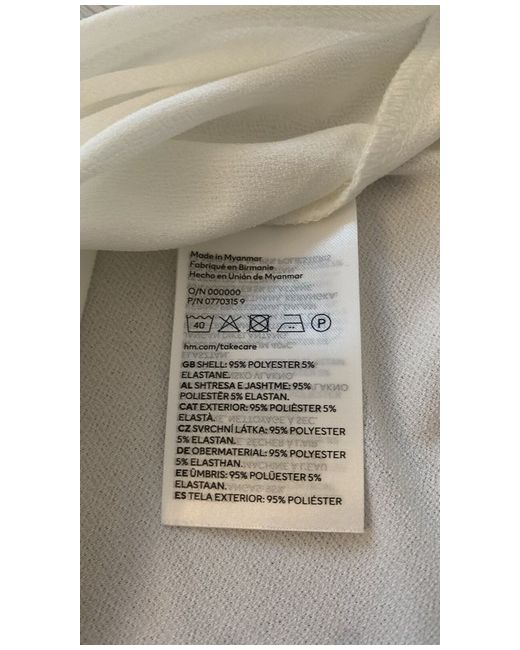 Made in Myanmar
Fabriqué en Birmanie
Hecho en Unión de Myanmar
O/N 000000
P/N 0770315 9
40 P
hm.com/takecare
GB SHELL: 95% POLYESTER 5%
ELASTANE.
AL SHTRESA E JASHTME: 95%
POLIESTËR 5% ELASTAN.
CAT EXTERIOR: 95% POLIÈSTER 5%
ELASTÀ.
CZ SVRCHNÍ LÁTKA: 95% POLYESTER
5% ELASTAN.
DE OBERMATERIAL: 95% POLYESTER
5% ELASTHAN.
EE ÜMBRIS: 95% POLÜESTER 5%
ELASTAAN.
ES TELA EXTERIOR: 95% POLIÉSTER